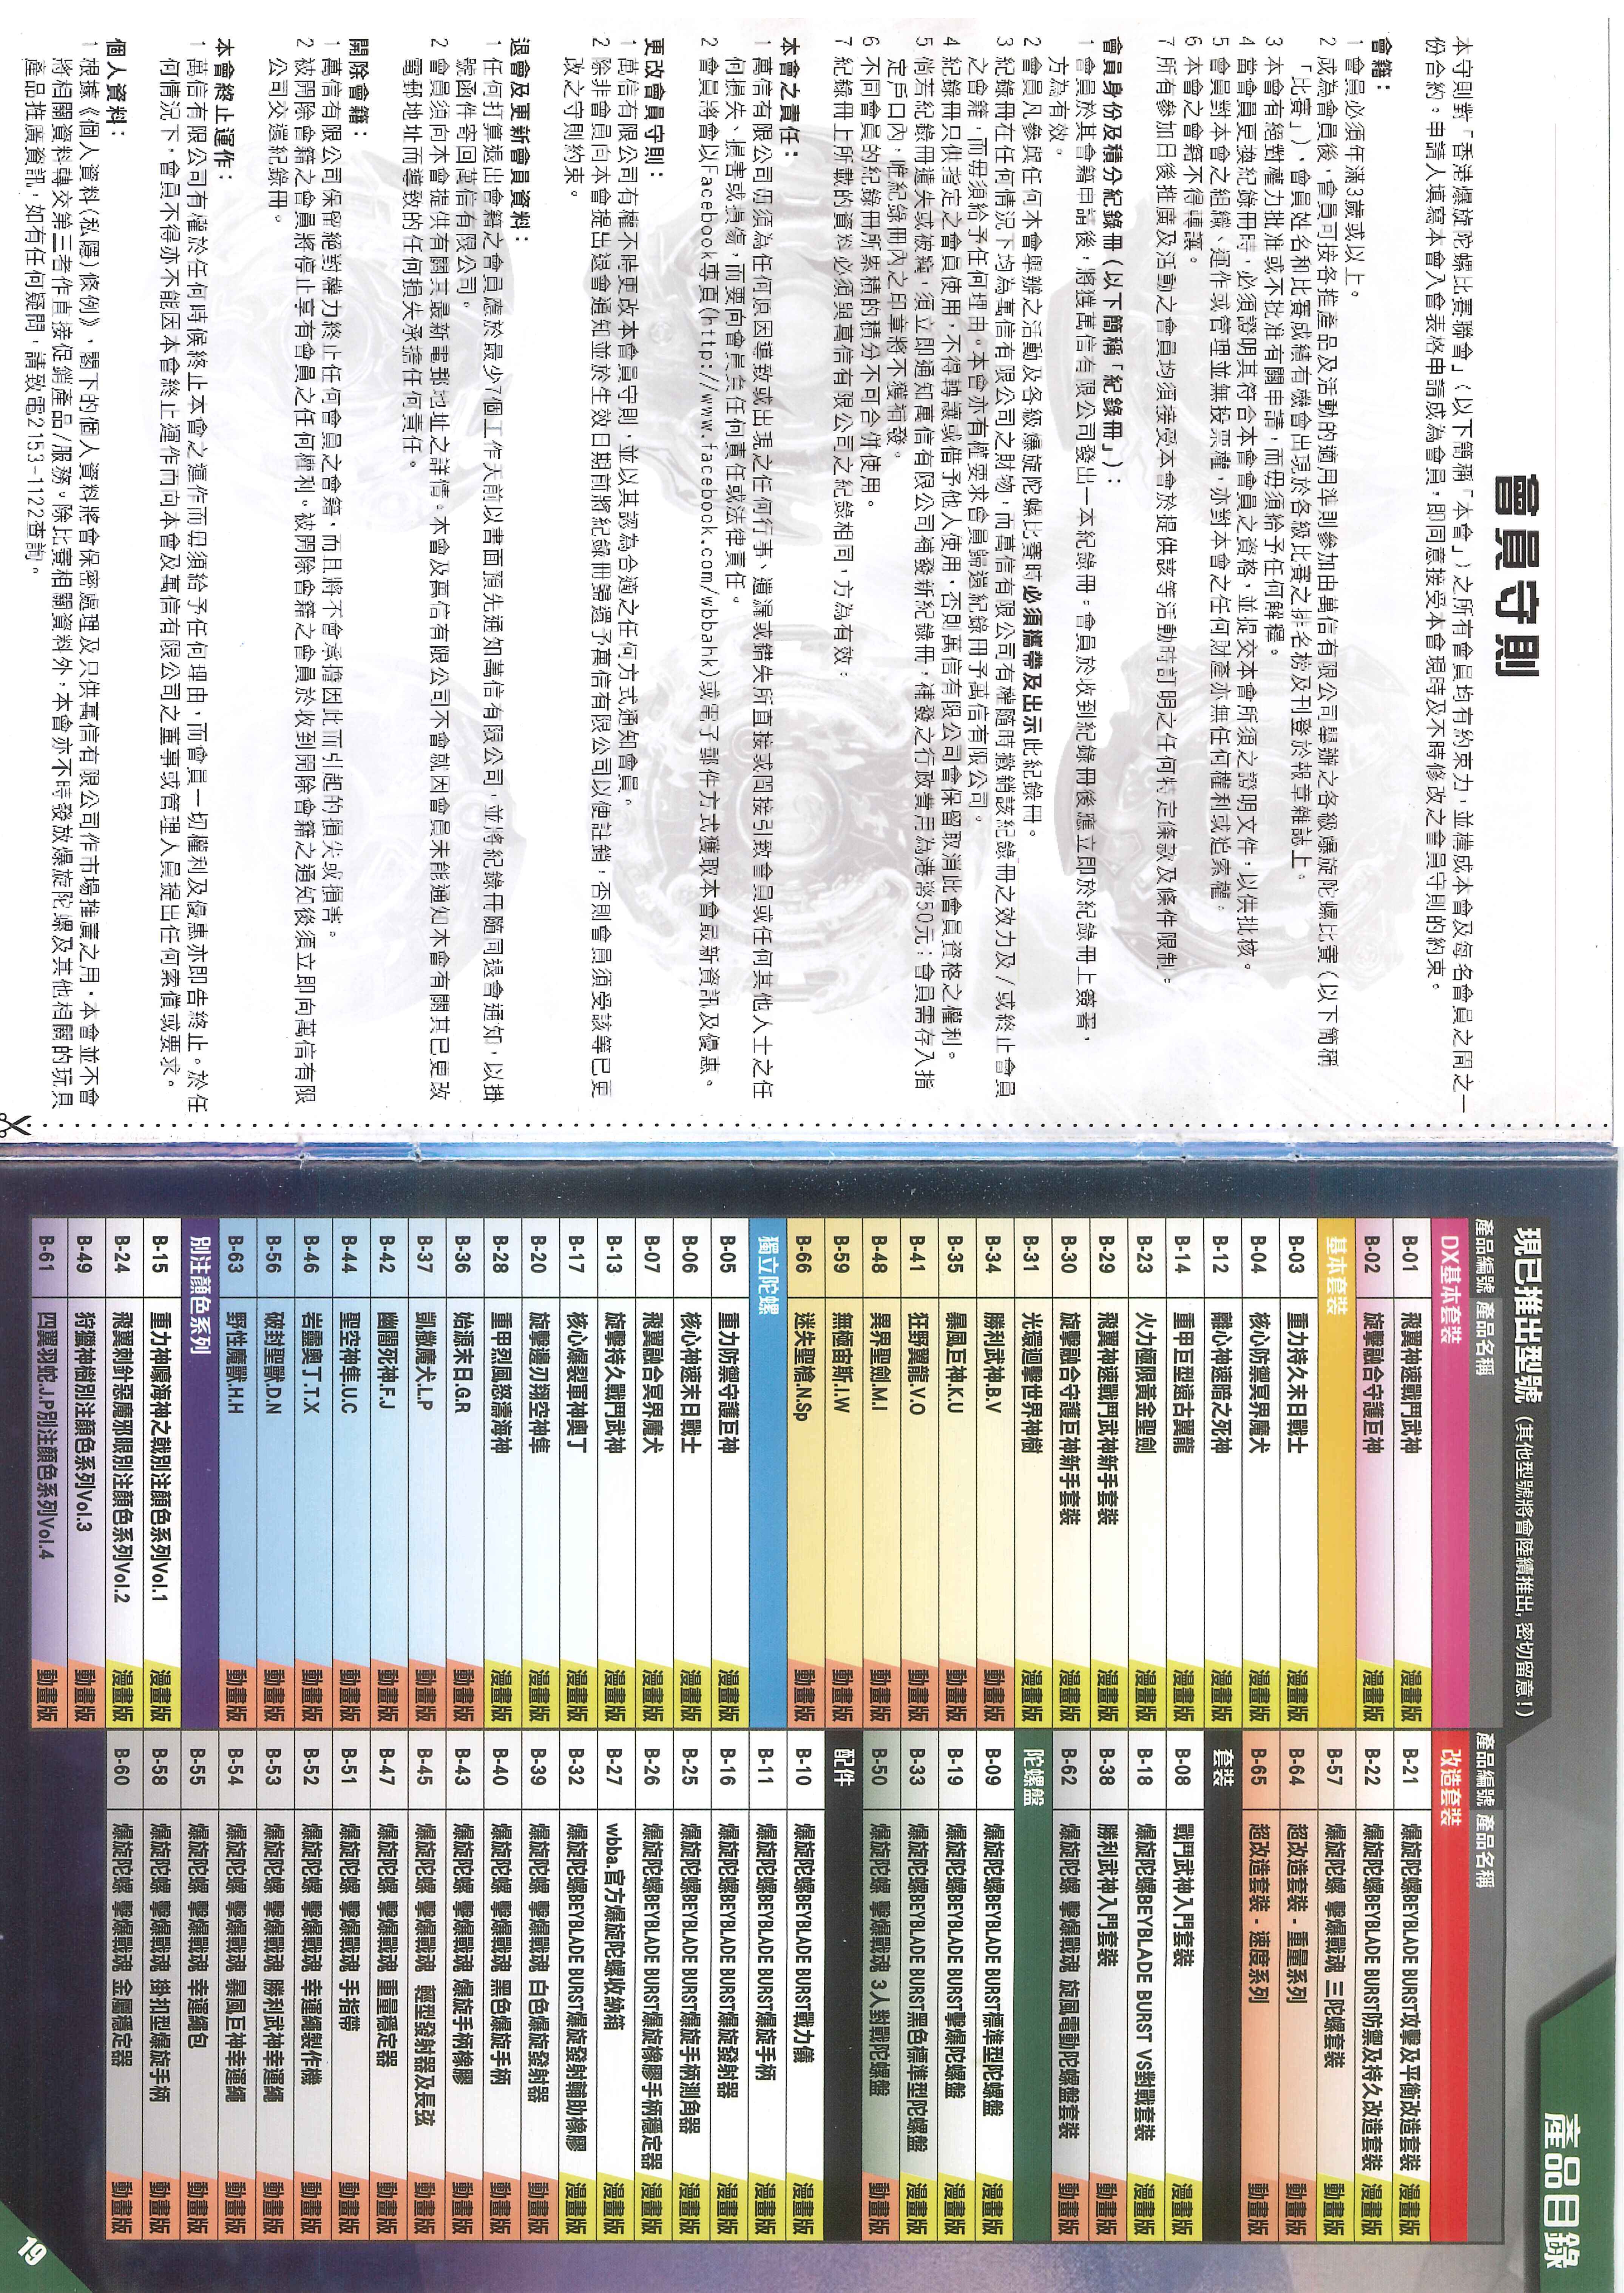 會員守則
本守則對「香港爆旋陀螺比賽聯會」(以下簡稱「本會」)之所有會員均有約束力,並構成本會及每名會員之間之一
份合約。申請人填寫本會入會表格申請成為會員,即同意接受本會現時及不時修改之會員守則的約束。
會籍:
1 會員必須年滿3歲或以上。
2 成為會員後,會員可按各推產品及活動的適用準則參加由萬信有限公司舉辦之各級爆旋陀螺比賽(以下簡稱
「比賽」),會員姓名和比賽成績有機會出現於各級比賽之排名榜及刊登於報章雜誌上。
3 本會有絕對權力批准或不批准有關申請,而毋須給予任何解釋。
4 當會員更換紀錄冊時,必須證明其符合本會會員之資格,並提交本會所須之證明文件,以供批核。
5 會員對本會之組織、運作或管理並無投票權,亦對本會之任何財產亦無任何權利或追索權。
6 本會之會籍不得轉讓。
7 所有參加日後推廣及活動之會員均須接受本會於提供該等活動時訂明之任何特定條款及條件限制。
會員身份及積分紀錄冊(以下簡稱「紀錄冊」):
1 會員於其會籍申請後,將獲萬信有限公司發出一本紀錄冊。會員於收到紀錄冊後應立即於紀錄冊上簽署,
方為有效。
2 會員凡參與任何本會舉辦之活動及各級爆旋陀螺比賽時必須攜帶及出示此紀錄冊。
3 紀錄冊在任何情況下均為萬信有限公司之財物,而萬信有限公司有權隨時撤銷該紀錄冊之效力及/或終止會員
之會籍,而毋須給予任何理由。本會亦有權要求會員歸還紀錄冊予萬信有限公司。
4 紀錄冊只供指定之會員使用,不得轉讓或借予他人使用,否則萬信有限公司會保留取消此會員資格之權利。
5 倘若紀錄冊遺失或被竊,須立即通知萬信有限公司補發新紀錄冊,補發之行政費用為港幣50元;會員需存入指
定戶口內,唯紀錄冊內之印章將不獲補發。
6 不同會員的紀錄冊所累積的積分不可合併使用。
7 紀錄冊上所載的資料必須與萬信有限公司之紀錄相同,方為有效。
本會之責任:
1 萬信有限公司毋須為任何原因導致或出現之任何行事、遺漏或錯失所直接或間接引致會員或任何其他人士之任
何損失、損害或損傷,而要向會員負任何責任或法律責任。
2 會員將會以Facebook專頁(http://www.facebook.com/wbbahk)或電子郵件方式獲取本會最新資訊及優惠。
更改會員守則:
1 萬信有限公司有權不時更改本會員守則,並以其認為合適之任何方式通知會員。
2 除非會員向本會提出退會通知並於生效日期前將紀錄冊歸還予萬信有限公司以使註銷,否則會員須受該等已更
改之守則約束。
退會及更新會員資料:
1 任何打算退出會籍之會員應於最少7個工作天前以書面預先通知萬信有限公司,並將紀錄冊隨同退會通知,以掛
號函件寄回萬信有限公司。
2 會員須向本會提供有關其最新電郵地址之詳情。本會及萬信有限公司不會就因會員未能通知本會有關其已更改
電郵地址而導致的任何損失承擔任何責任。
開除會籍:
1 萬信有限公司保留絕對權力終止任何會員之會籍,而且將不會承擔因此而引起的損失或損害。
2 被開除會籍之會員將停止享有會員之任何權利。被開除會籍之會員於收到開除會籍之通知後須立即向萬信有限
公司交還紀錄冊。
本會終止運作:
1 萬信有限公司有權於任何時候終止本會之運作而毋須給予任何理由,而會員一切權利及優惠亦即告終止。於任
何情況下,會員不得亦不能因本會終止運作而向本會及萬信有限公司之董事或管理人員提出任何索償或要求。
個人資料:
1 根據《個人資料(私隱)條例》,閣下的個人資料將會保密處理及只供萬信有限公司作市場推廣之用,本會並不會
將相關資料轉交第三者作直接促銷產品/服務。除比賽相關資料外,本會亦不時發放爆旋陀螺及其他相關的玩具
產品推廣資訊,如有任何疑問,請致電2153-1122查詢。
產品目錄
現已推出型號(其他型號將會陸續推出,密切留意!)
產品編號 產品名稱
DX基本套裝
B-01 飛翼神速戰鬥武神 漫畫版
B-02 旋擊融合守護巨神 漫畫版
基本套裝
B-03 重力持久末日戰士 漫畫版
B-04 核心防禦冥界魔犬 漫畫版
B-12 離心神速暗之死神 漫畫版
B-14 重甲巨型遠古翼龍 漫畫版
B-23 火力極限黃金聖劍 漫畫版
B-29 飛翼神速戰鬥武神新手套裝 漫畫版
B-30 旋擊融合守護巨神新手套裝 漫畫版
B-31 光環迴擊世界神樹 漫畫版
B-34 勝利武神.B.V 動畫版
B-35 暴風巨神.K.U 動畫版
B-41 狂野翼龍.V.O 動畫版
B-48 異界聖劍.M.I 動畫版
B-59 無極宙斯.I.W 動畫版
B-66 迷失聖槍.N.Sp 動畫版
獨立陀螺
B-05 重力防禦守護巨神 漫畫版
B-06 核心神速末日戰士 漫畫版
B-07 飛翼融合冥界魔犬 漫畫版
B-13 旋擊持久戰鬥武神 漫畫版
B-17 核心爆裂軍神奧丁 漫畫版
B-20 旋擊邊刃翔空神隼 漫畫版
B-28 重甲烈風怒濤海神 漫畫版
B-36 始源末日.G.R 動畫版
B-37 凱撒魔犬.L.P 動畫版
B-42 幽闇死神.F.J 動畫版
B-44 聖空神隼.U.C 動畫版
B-46 岩靈奧丁.T.X 動畫版
B-56 破封聖獸.D.N 動畫版
B-63 野性魔獸.H.H 動畫版
別注顏色系列
B-15 重力神嚎海神之戟別注顏色系列Vol.1 漫畫版
B-24 飛翼刺針惡魔邪眼別注顏色系列Vol.2 漫畫版
B-49 狩獵神樹別注顏色系列Vol.3 動畫版
B-61 四翼羽蛇.J.P別注顏色系列Vol.4 動畫版
產品編號 產品名稱
改造套裝
B-21 爆旋陀螺BEYBLADE BURST攻擊及平衡改造套裝 漫畫版
B-22 爆旋陀螺BEYBLADE BURST防禦及持久改造套裝 漫畫版
B-57 爆旋陀螺 擊爆戰魂 三陀螺套裝 動畫版
B-64 超改造套裝 - 重量系列 動畫版
B-65 超改造套裝 - 速度系列 動畫版
套裝
B-08 戰鬥武神入門套裝 漫畫版
B-18 爆旋陀螺BEYBLADE BURST VS對戰套裝 漫畫版
B-38 勝利武神入門套裝 動畫版
B-62 爆旋陀螺 擊爆戰魂 旋風電動陀螺盤套裝 動畫版
陀螺盤
B-09 爆旋陀螺BEYBLADE BURST標準型陀螺盤 漫畫版
B-19 爆旋陀螺BEYBLADE BURST擊爆陀螺盤 漫畫版
B-33 爆旋陀螺BEYBLADE BURST黑色標準型陀螺盤 漫畫版
B-50 爆旋陀螺 擊爆戰魂 3人對戰陀螺盤 動畫版
配件
B-10 爆旋陀螺BEYBLADE BURST戰力儀 漫畫版
B-11 爆旋陀螺BEYBLADE BURST爆旋手柄 漫畫版
B-16 爆旋陀螺BEYBLADE BURST爆旋發射器 漫畫版
B-25 爆旋陀螺BEYBLADE BURST爆旋手柄測角器 漫畫版
B-26 爆旋陀螺BEYBLADE BURST爆旋橡膠手柄穩定器 漫畫版
B-27 wbba.官方爆旋陀螺收納箱 漫畫版
B-32 爆旋陀螺BEYBLADE BURST爆旋發射輔助橡膠 漫畫版
B-39 爆旋陀螺 擊爆戰魂 白色爆旋發射器 動畫版
B-40 爆旋陀螺 擊爆戰魂 黑色爆旋手柄 動畫版
B-43 爆旋陀螺 擊爆戰魂 爆旋手柄橡膠 動畫版
B-45 爆旋陀螺 擊爆戰魂 輕型發射器及長弦 動畫版
B-47 爆旋陀螺 擊爆戰魂 重量穩定器 動畫版
B-51 爆旋陀螺 擊爆戰魂 手指帶 動畫版
B-52 爆旋陀螺 擊爆戰魂 幸運繩製作機 動畫版
B-53 爆旋陀螺 擊爆戰魂 勝利武神幸運繩 動畫版
B-54 爆旋陀螺 擊爆戰魂 暴風巨神幸運繩 動畫版
B-55 爆旋陀螺 擊爆戰魂 幸運繩包 動畫版
B-58 爆旋陀螺 擊爆戰魂 掛扣型爆旋手柄 動畫版
B-60 爆旋陀螺 擊爆戰魂 金屬穩定器 動畫版
19